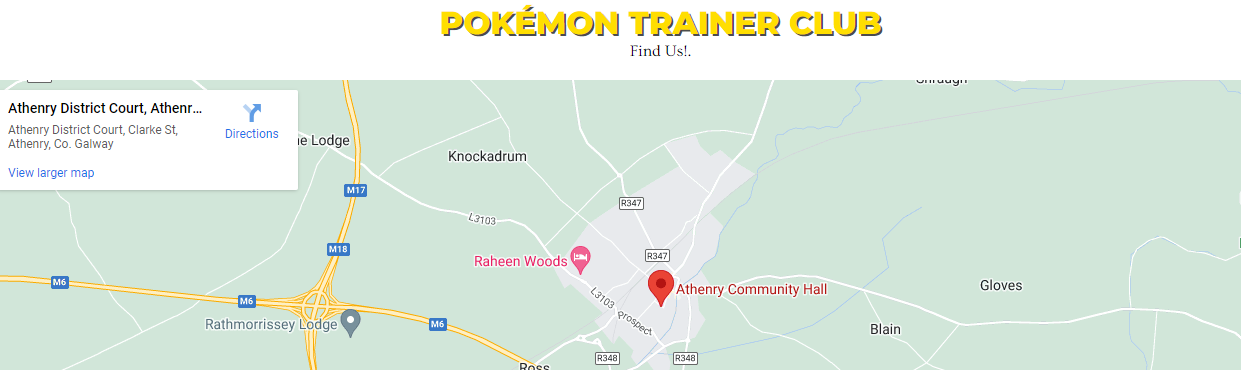 POKÉMON TRAINER CLUB
Find Us!.
Athenry District Court, Athenr...
Directions
Athenry District Court, Clarke St,
Athenry, Co. Galway
View larger map
ne Lodge
Knockadrum
M17
R347
L3103
M18
R347
Raheen Woods
M6
Athenry Community Hall
Gloves
M6
L3103
Rathmorrissey Lodge
M6
Prospect
Blain
R348
R348
Ross